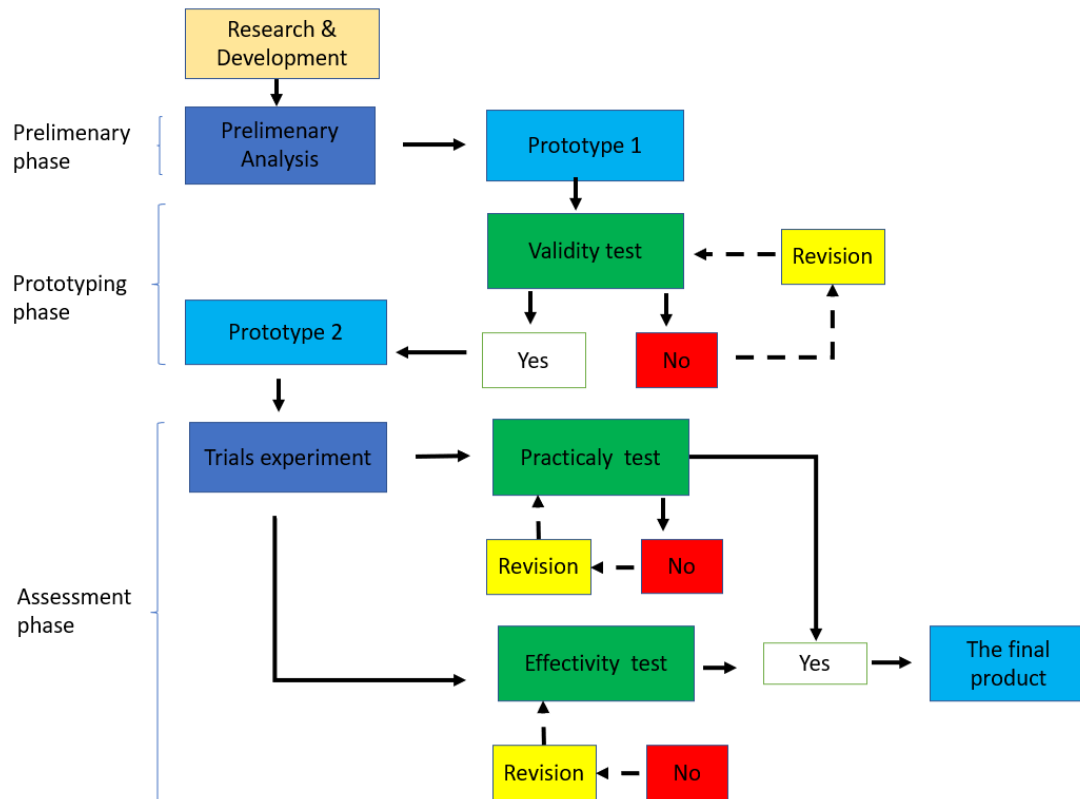 Research &
Development
Prelimenary
phase
Prelimenary
Analysis
Prototype 1
Validity test
Revision
Prototyping
phase
Prototype 2
Yes
No
Trials experiment
Practicaly  test
Revision
No
Assessment
phase
Effectivity  test
Yes
The final
product
Revision
No